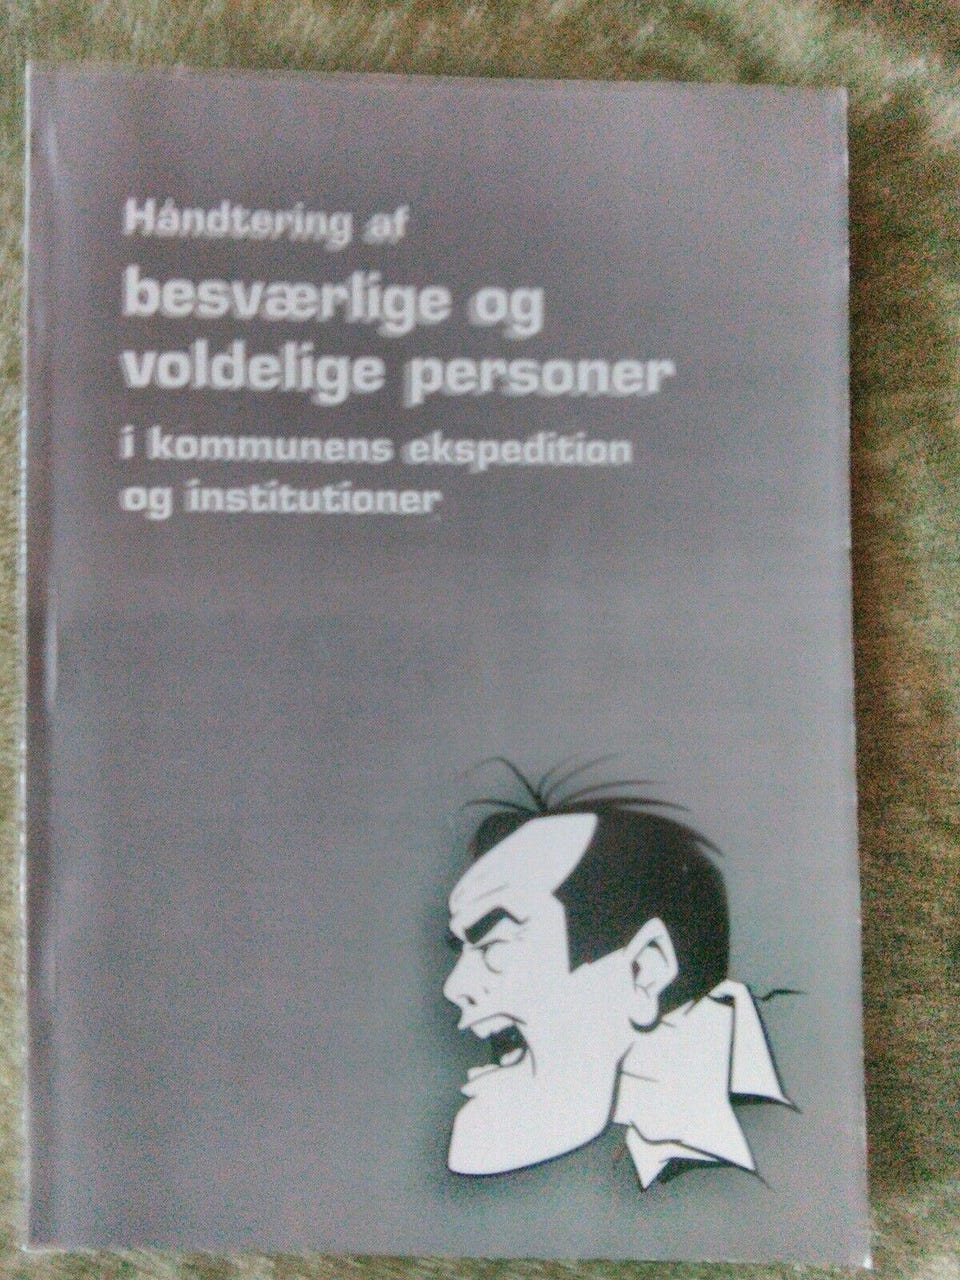 Håndtering af
besværlige og
voldelige personer
i kommunens ekspedition
og institutioner